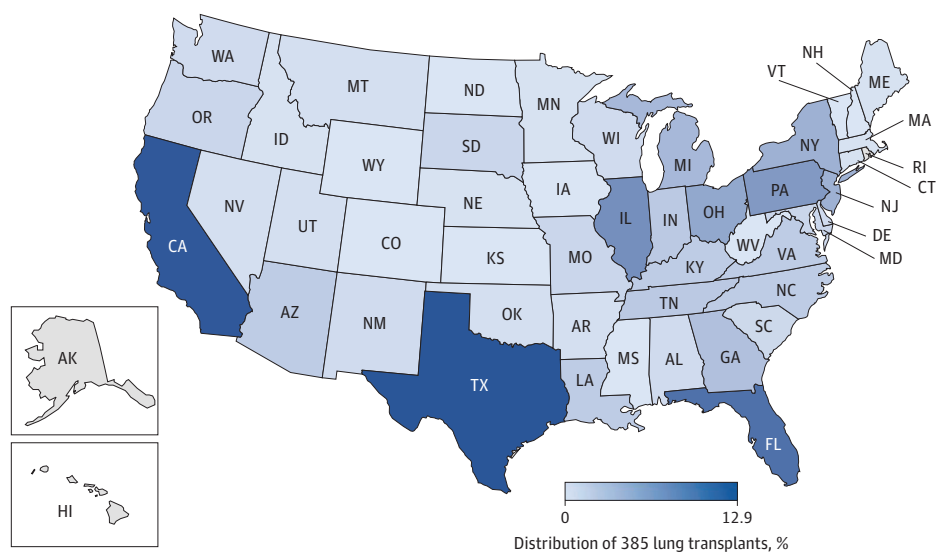 NH
VT
ME
WA
MT
ND
MN
OR
ID
SD
WI
MI
NY
MA
WY
RI
CT
IA
PA
NE
NV
IL
IN
OH
NJ
UT
CO
DE
CA
WV
MD
KS
MO
VA
KY
NC
TN
AZ
NM
OK
AR
SC
MS
AL
GA
AK
TX
LA
FL
HI
0 12.9
Distribution of 385 lung transplants, %